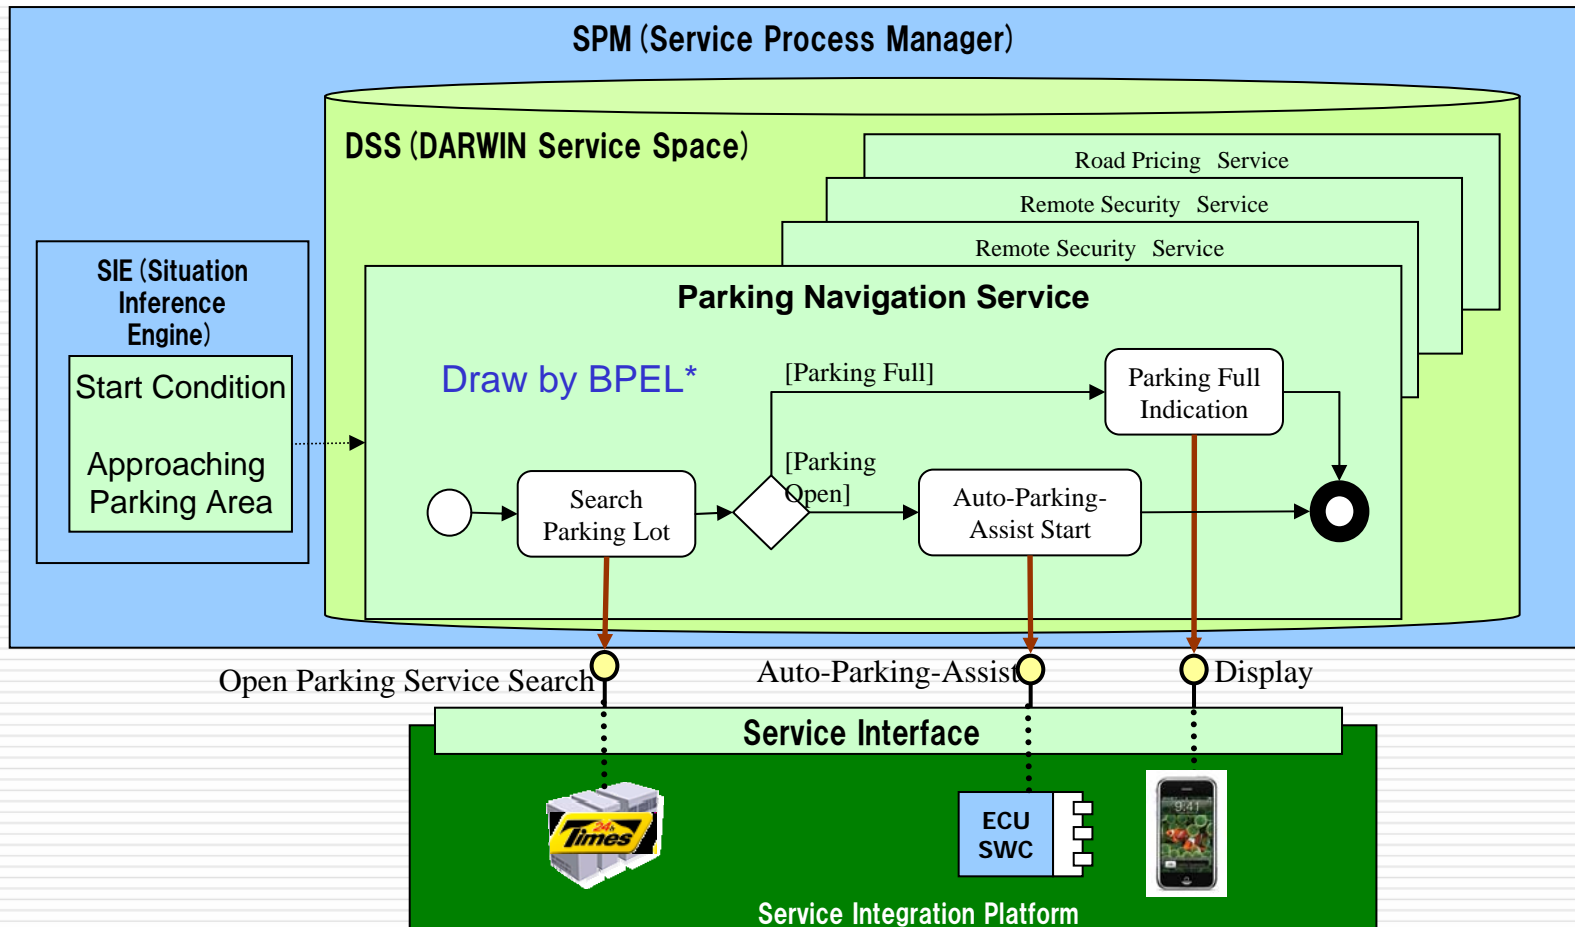 SPM (Service Process Manager)
DSS (DARWIN Service Space)
Road Pricing Service
Remote Security Service
Remote Security Service
SIE (Situation
Inference
Engine)
Start Condition
Approaching
Parking Area
Parking Navigation Service
Draw by BPEL*
[Parking Full]
Parking Full
Indication
[Parking
Open]
Search
Parking Lot
Auto-Parking-
Assist Start
Open Parking Service Search
Auto-Parking-Assist
Display
Service Interface
24h
Times
ECU
SWC
9:41
Service Integration Platform